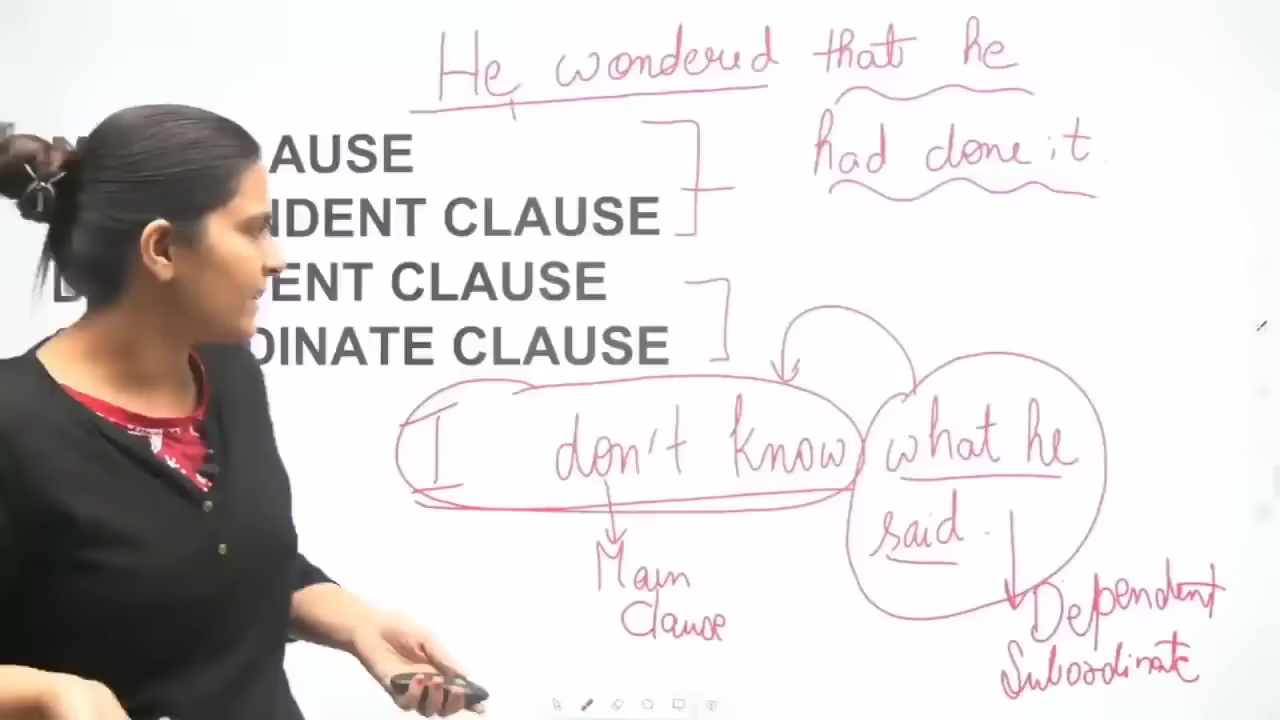 He wondered that he
had done it.
AUSE
NDENT CLAUSE
ENT CLAUSE
DINATE CLAUSE
I don't know what he
said.
Main
Clause
Dependent
Subordinate